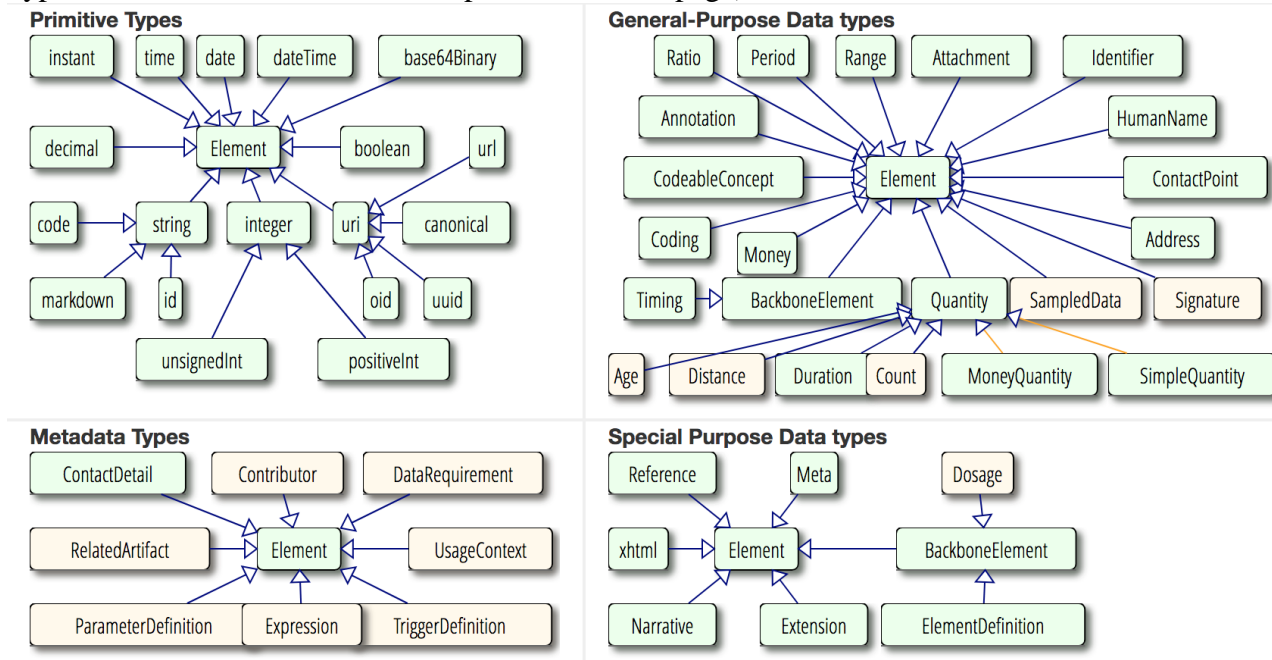 Primitive Types
instant time date dateTime base64Binary
decimal Element boolean url
code string integer uri canonical
markdown id oid uuid
unsignedInt positiveInt
General-Purpose Data types
Ratio Period Range Attachment Identifier
Annotation HumanName
CodeableConcept Element ContactPoint
Coding Money Address
Timing BackboneElement Quantity SampledData Signature
Age Distance Duration Count MoneyQuantity SimpleQuantity
Metadata Types
ContactDetail Contributor DataRequirement
RelatedArtifact Element UsageContext
ParameterDefinition Expression TriggerDefinition
Special Purpose Data types
Reference Meta Dosage
xhtml Element BackboneElement
Narrative Extension ElementDefinition